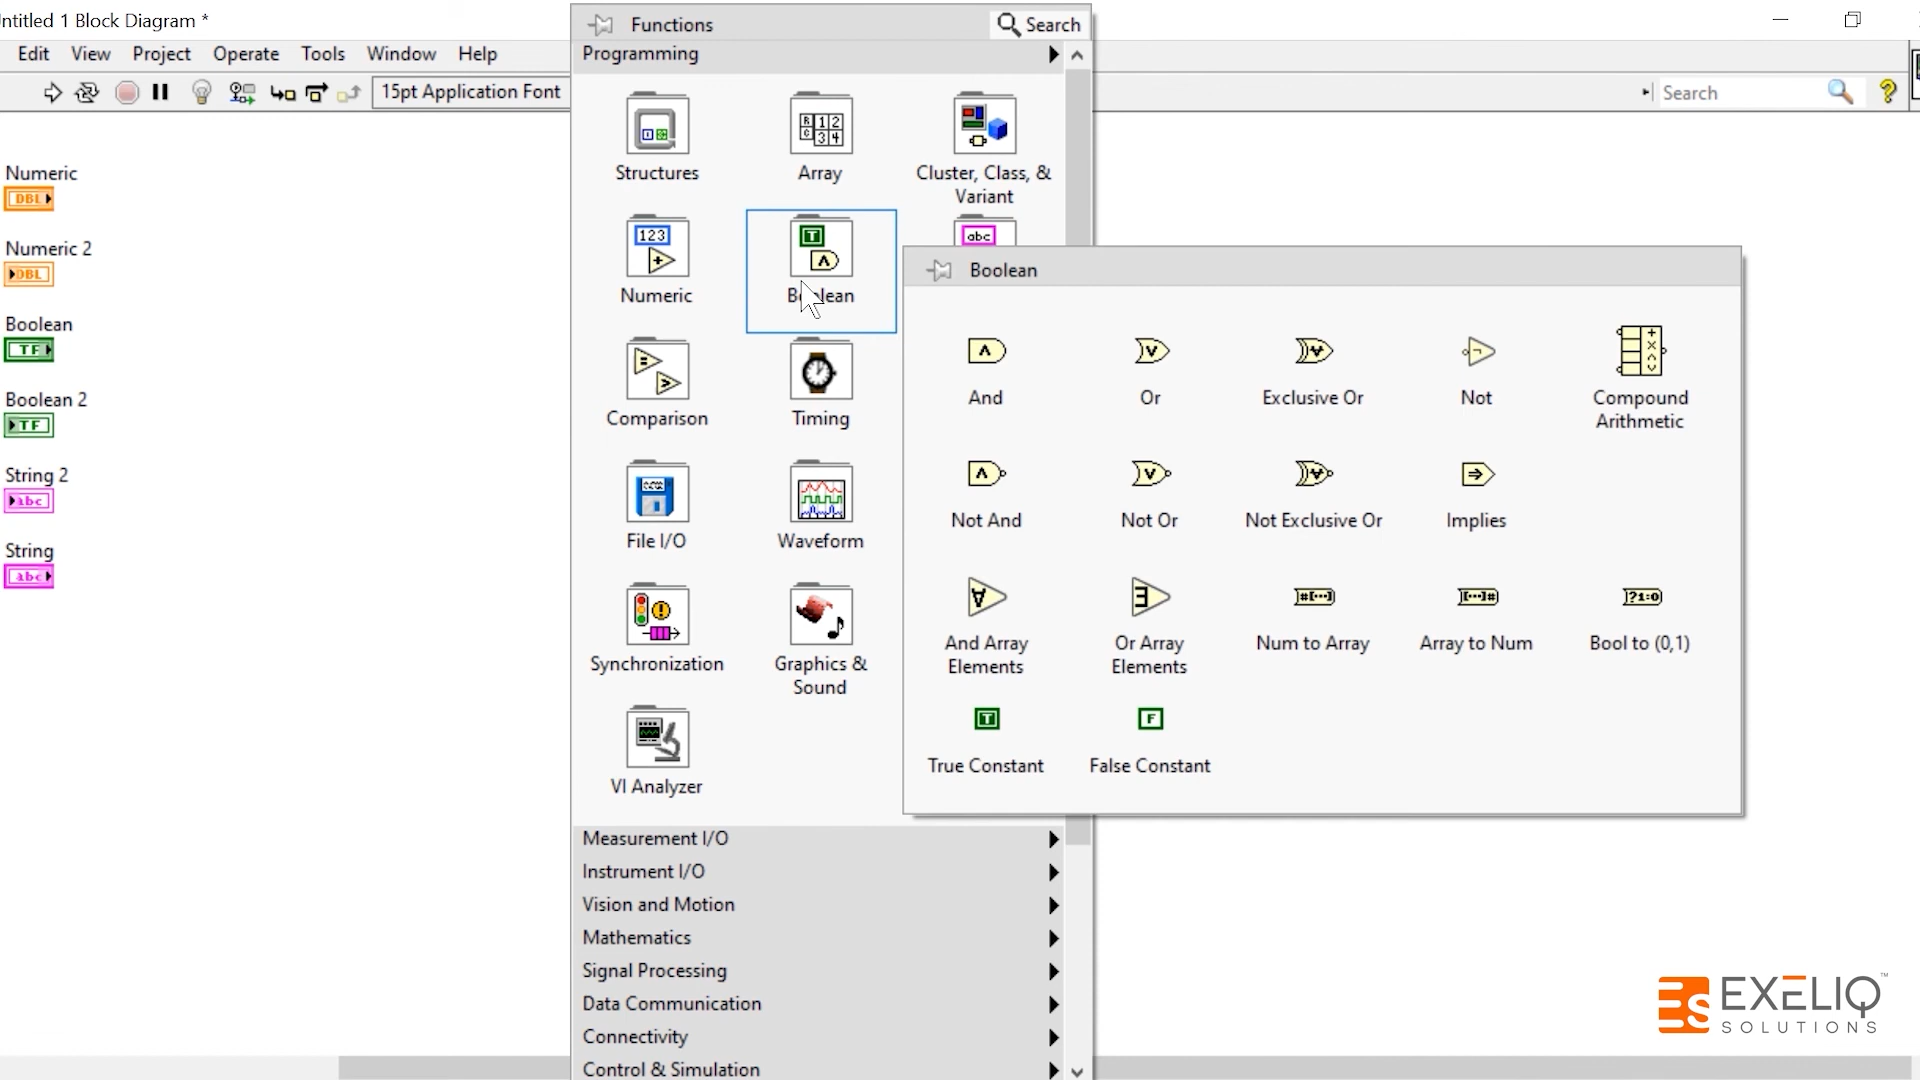 ntitled 1 Block Diagram *
Edit View Project Operate Tools Window Help
15pt Application Font
Search
?
Numeric
DBL
Numeric 2
DBL
Boolean
TF
Boolean 2
TF
String 2
abc
String
abc
Functions
Search
Programming
Structures
Array
Cluster, Class, &
Variant
Numeric
Boolean
abc
Comparison
Timing
File I/O
Waveform
Synchronization
Graphics &
Sound
VI Analyzer
Measurement I/O
Instrument I/O
Vision and Motion
Mathematics
Signal Processing
Data Communication
Connectivity
Control & Simulation
Boolean
And
Or
Exclusive Or
Not
Compound
Arithmetic
Not And
Not Or
Not Exclusive Or
Implies
And Array
Elements
Or Array
Elements
Num to Array
Array to Num
Bool to (0,1)
True Constant
False Constant
EXELIQ™
SOLUTIONS